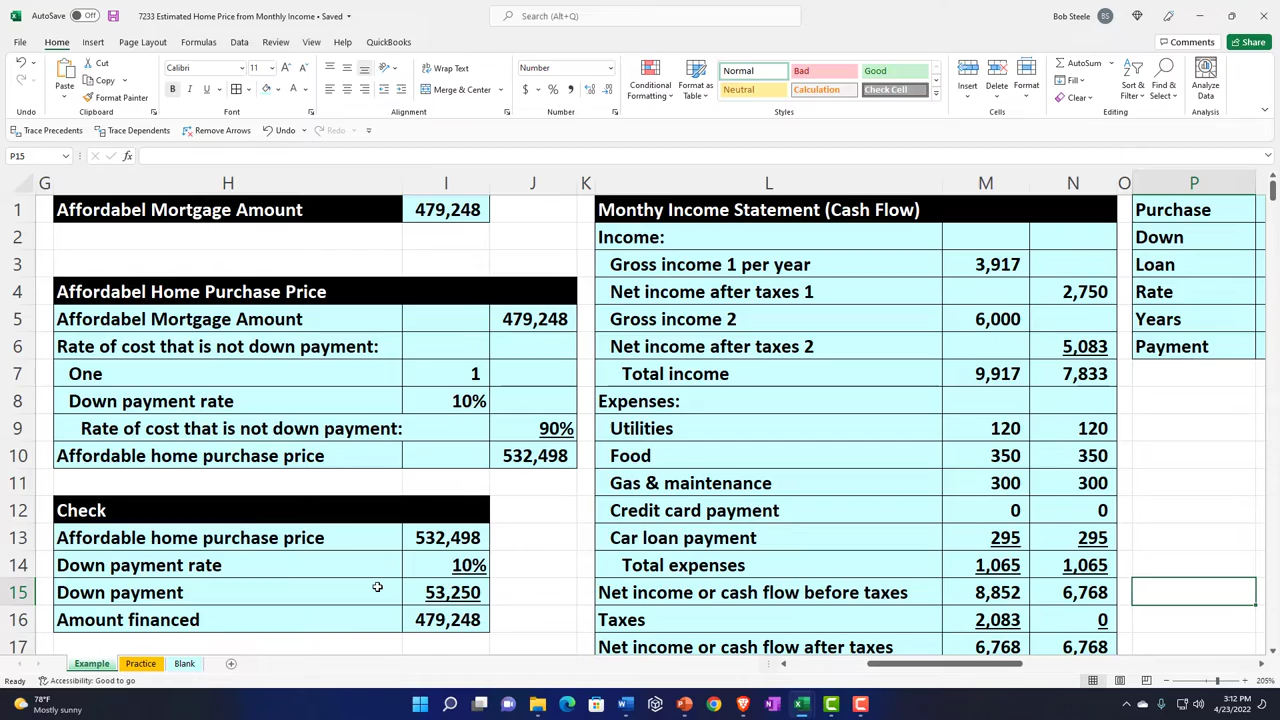 AutoSave Off 7233 Estimated Home Price from Monthly Income • Saved Search (Alt+Q) Bob Steele BS
File Home Insert Page Layout Formulas Data Review View Help QuickBooks Comments Share
Cut
Copy
Format Painter
Paste
Calibri 11
Wrap Text
Merge & Center
Number
Conditional Formatting
Format as Table
Normal Bad Good
Neutral Calculation Check Cell
Insert Delete Format
AutoSum
Fill
Clear
Sort & Filter
Find & Select
Analyze Data
Undo Clipboard Font Alignment Number Styles Cells Editing Analysis
Trace Precedents Trace Dependents Remove Arrows Undo Redo
P15 fx
G H I J K L M N O P
1 Affordabel Mortgage Amount 479,248 Monthy Income Statement (Cash Flow) Purchase
2 Income: Down
3 Gross income 1 per year 3,917 Loan
4 Affordabel Home Purchase Price Net income after taxes 1 2,750 Rate
5 Affordabel Mortgage Amount 479,248 Gross income 2 6,000 Years
6 Rate of cost that is not down payment: Net income after taxes 2 5,083 Payment
7 One 1 Total income 9,917 7,833
8 Down payment rate 10% Expenses:
9 Rate of cost that is not down payment: 90% Utilities 120 120
10 Affordable home purchase price 532,498 Food 350 350
11 Gas & maintenance 300 300
12 Check Credit card payment 0 0
13 Affordable home purchase price 532,498 Car loan payment 295 295
14 Down payment rate 10% Total expenses 1,065 1,065
15 Down payment 53,250 Net income or cash flow before taxes 8,852 6,768
16 Amount financed 479,248 Taxes 2,083 0
17 Net income or cash flow after taxes 6,768 6,768
Example Practice Blank
Ready Accessibility: Good to go 205%
78°F
Mostly sunny
3:12 PM
4/23/2022